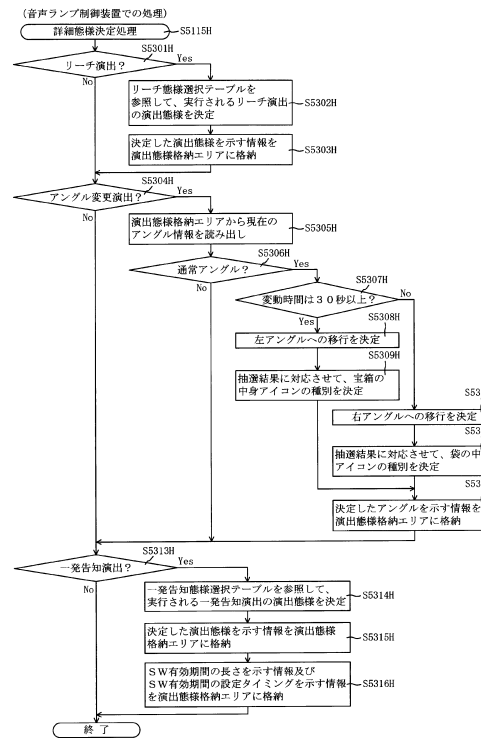 (音声ランプ制御装置での処理)
詳細態様決定処理
S5115H
S5301H
リーチ演出?
Yes
No
リーチ態様選択テーブルを
参照して、実行されるリーチ演出
の演出態様を決定
S5302H
決定した演出態様を示す情報を
演出態様格納エリアに格納
S5303H
S5304H
アングル変更演出?
Yes
No
演出態様格納エリアから現在の
アングル情報を読み出し
S5305H
S5306H
通常アングル?
Yes
No
S5307H
変動時間は30秒以上?
No
Yes
S5308H
左アングルへの移行を決定
S5309H
抽選結果に対応させて、宝箱の
中身アイコンの種別を決定
右アングルへの移行を決定
抽選結果に対応させて、袋の中
アイコンの種別を決定
決定したアングルを示す情報を
演出態様格納エリアに格納
S5313H
一発告知演出?
Yes
No
一発告知態様選択テーブルを参照して、
実行される一発告知演出の演出態様を決定
S5314H
決定した演出態様を示す情報を演出態様
格納エリアに格納
S5315H
SW有効期間の長さを示す情報及び
SW有効期間の設定タイミングを示す情報
を演出態様格納エリアに格納
S5316H
終了